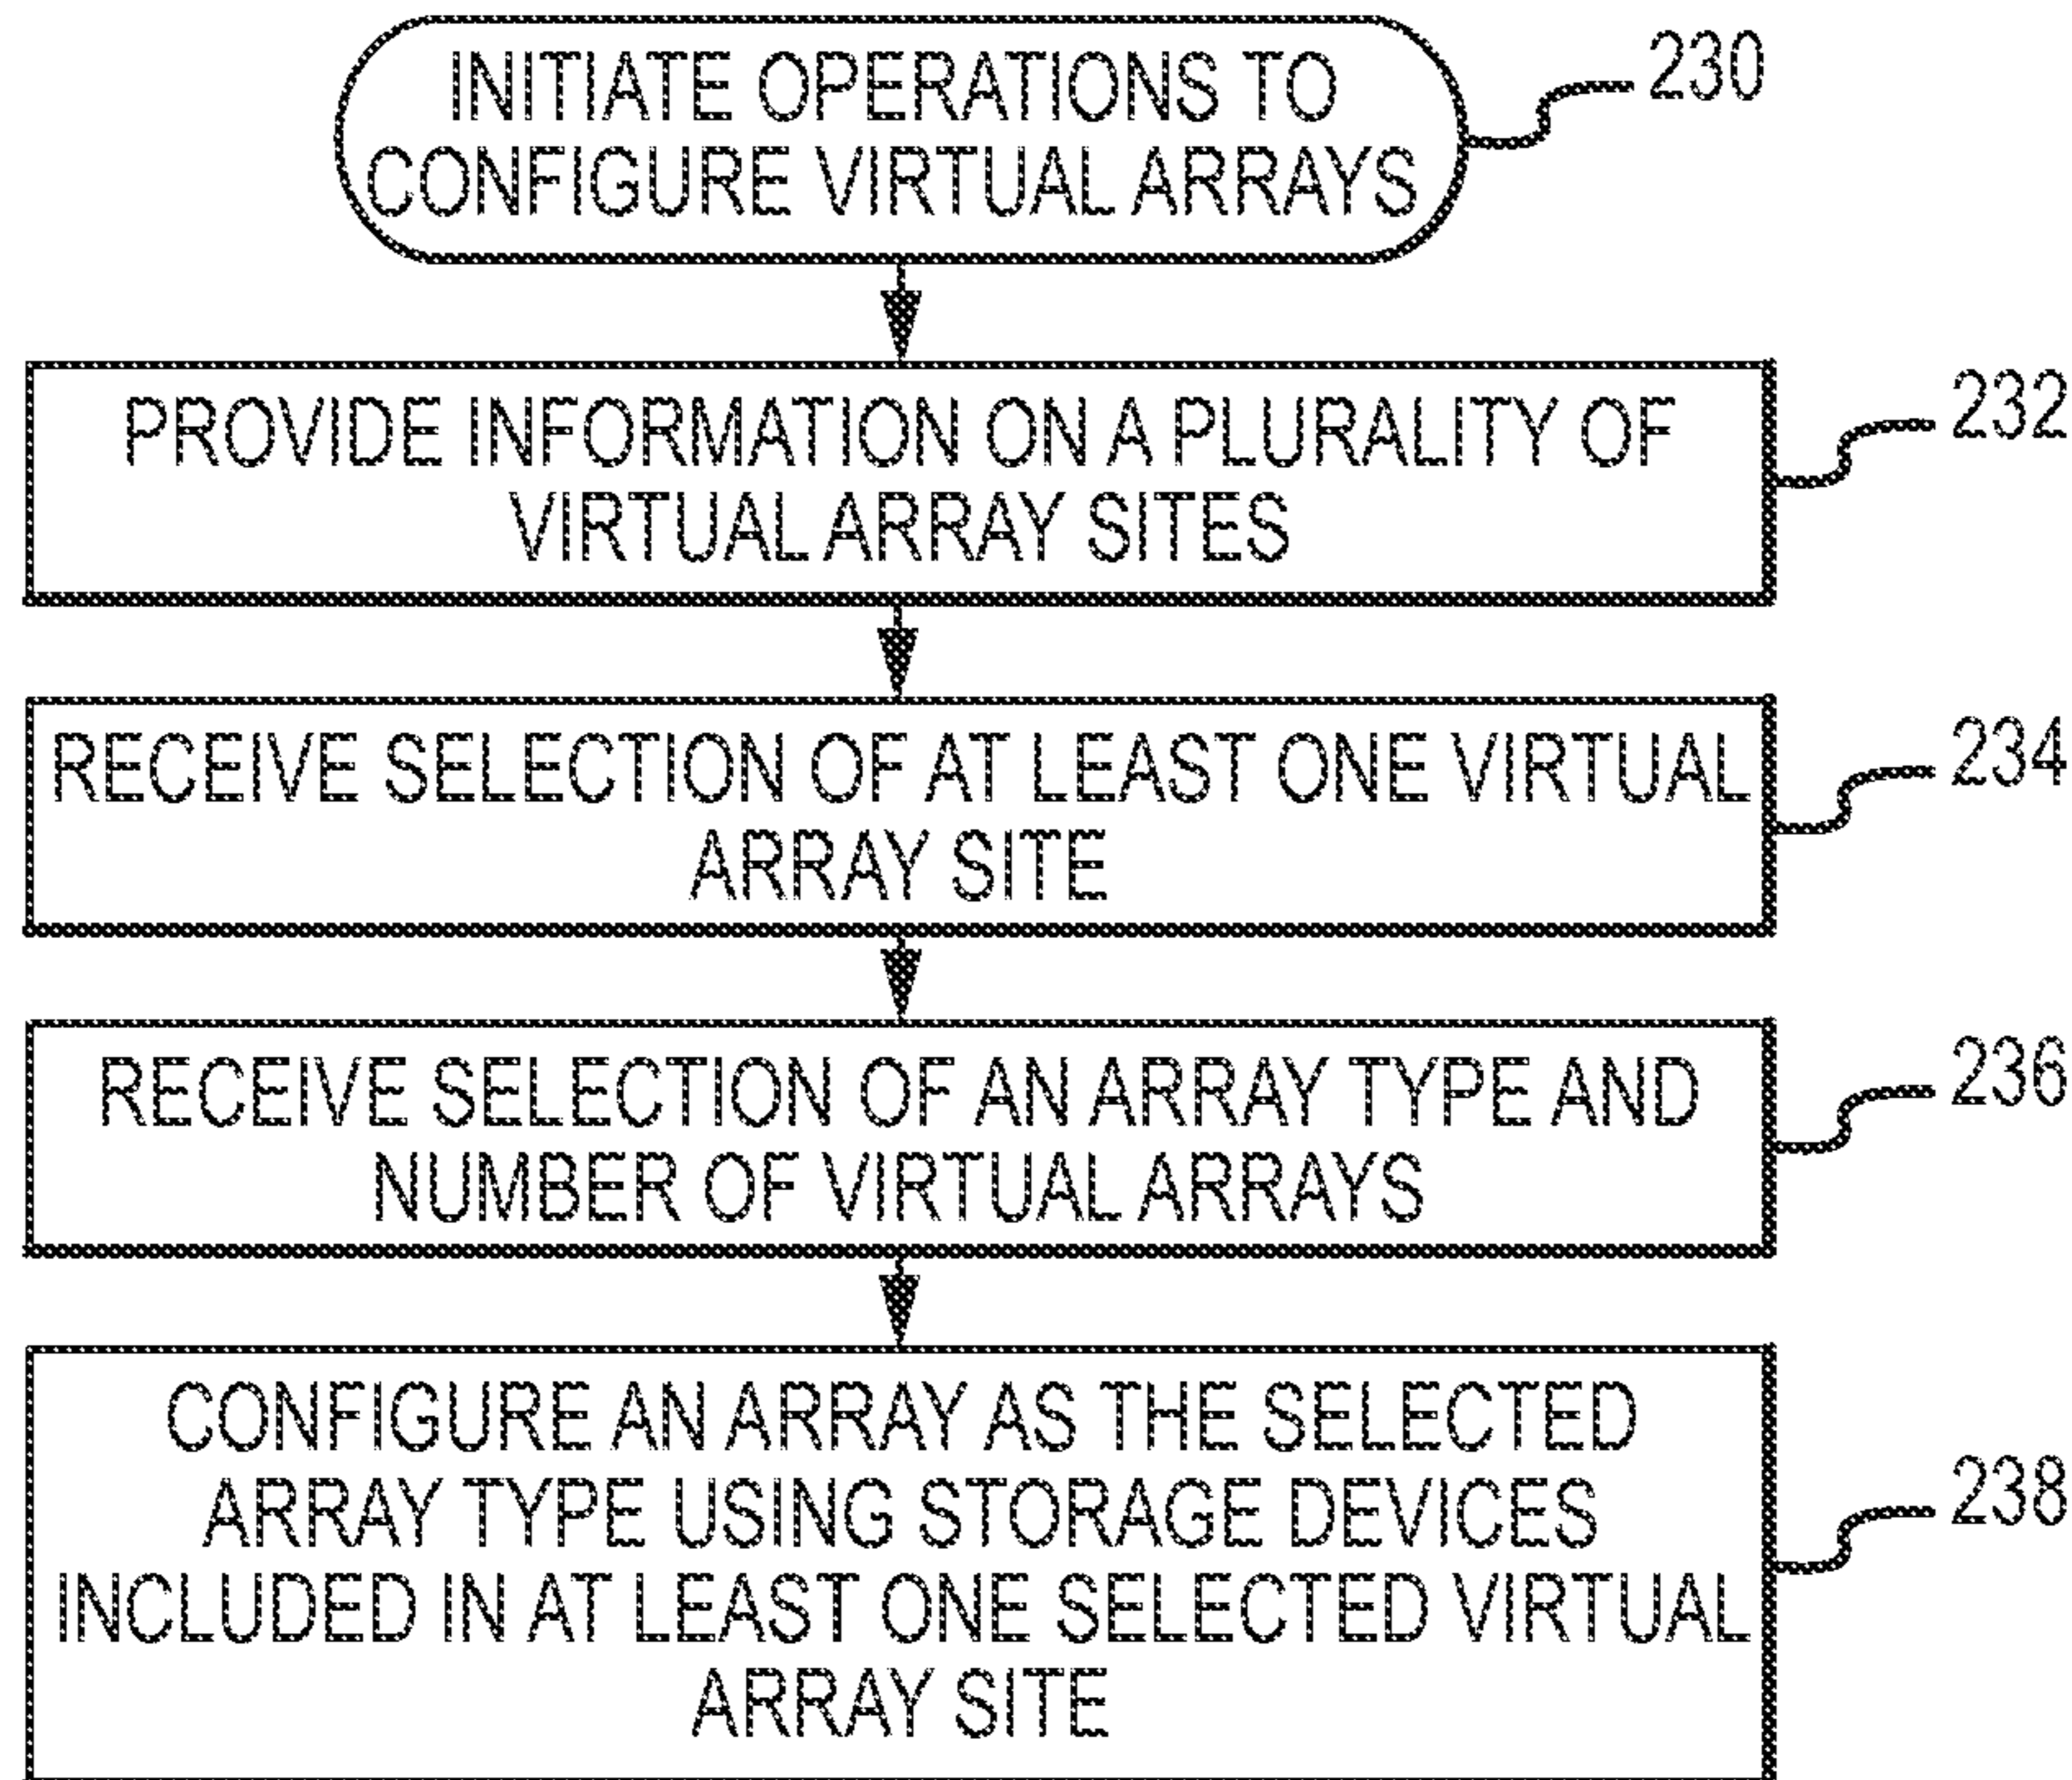 INITIATE OPERATIONS TO
CONFIGURE VIRTUAL ARRAYS
230
PROVIDE INFORMATION ON A PLURALITY OF
VIRTUAL ARRAY SITES
232
RECEIVE SELECTION OF AT LEAST ONE VIRTUAL
ARRAY SITE
234
RECEIVE SELECTION OF AN ARRAY TYPE AND
NUMBER OF VIRTUAL ARRAYS
236
CONFIGURE AN ARRAY AS THE SELECTED
ARRAY TYPE USING STORAGE DEVICES
INCLUDED IN AT LEAST ONE SELECTED VIRTUAL
ARRAY SITE
238